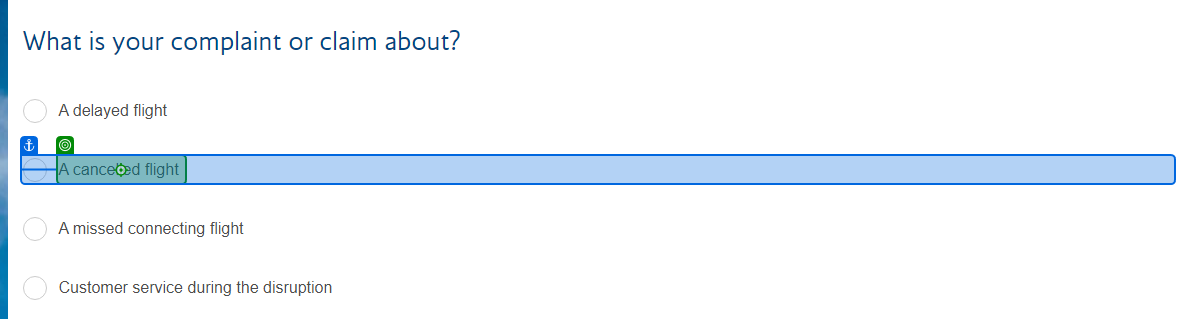 What is your complaint or claim about?
A delayed flight
A cancelled flight
A missed connecting flight
Customer service during the disruption